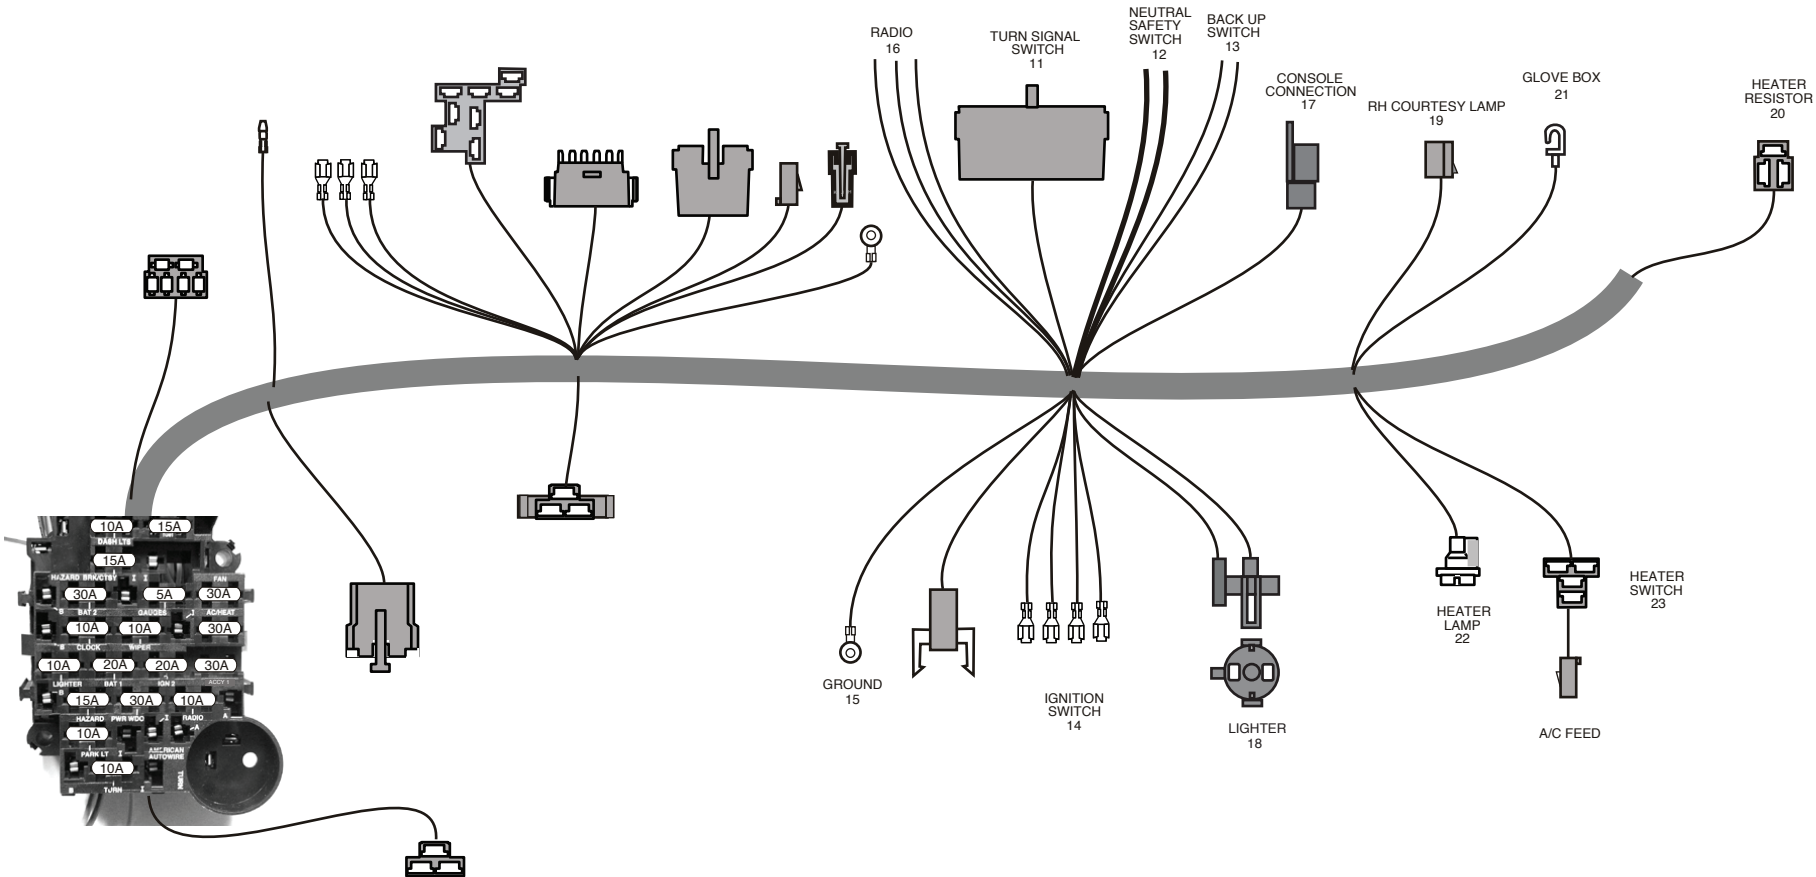 RADIO
16
TURN SIGNAL
SWITCH
11
NEUTRAL
SAFETY
SWITCH
12
BACK UP
SWITCH
13
CONSOLE
CONNECTION
17
RH COURTESY LAMP
19
GLOVE BOX
21
HEATER
RESISTOR
20
GROUND
15
IGNITION
SWITCH
14
LIGHTER
18
HEATER
LAMP
22
HEATER
SWITCH
23
A/C FEED
10A 15A
DASH LTS
15A
HAZARD BRK/CTSY I I FAN
30A 5A 30A
B BAT 2 GAUGES I AC/HEAT
10A 10A 30A
B CLOCK WIPER
10A 20A 20A 30A
LIGHTER BAT 1 IGN 2 ACCY 1
B
15A 30A 10A
HAZARD PWR WDO I RADIO A
10A A
PARK LT I AMERICAN
AUTOWIRE
10A
B TURN I
TURN